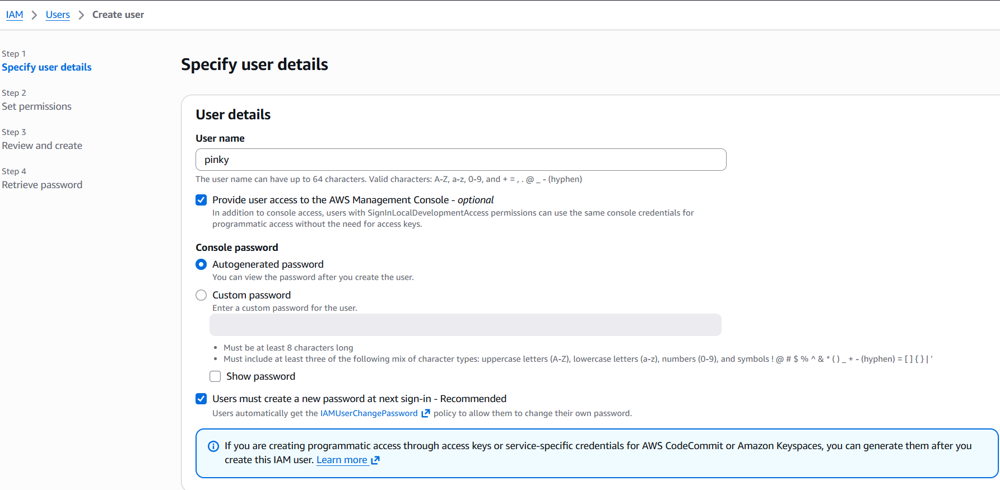 IAM > Users > Create user
Step 1
Specify user details
Step 2
Set permissions
Step 3
Review and create
Step 4
Retrieve password
Specify user details
User details
User name
pinky
The user name can have up to 64 characters. Valid characters: A-Z, a-z, 0-9, and + = , . @ _ - (hyphen)
Provide user access to the AWS Management Console - optional
In addition to console access, users with SignInLocalDevelopmentAccess permissions can use the same console credentials for
programmatic access without the need for access keys.
Console password
Autogenerated password
You can view the password after you create the user.
Custom password
Enter a custom password for the user.
• Must be at least 8 characters long
• Must include at least three of the following mix of character types: uppercase letters (A-Z), lowercase letters (a-z), numbers (0-9), and symbols ! @ # $ % ^ & * ( ) _ + - (hyphen) = [ ] { } | '
Show password
Users must create a new password at next sign-in - Recommended
Users automatically get the IAMUserChangePassword policy to allow them to change their own password.
If you are creating programmatic access through access keys or service-specific credentials for AWS CodeCommit or Amazon Keyspaces, you can generate them after you
create this IAM user. Learn more